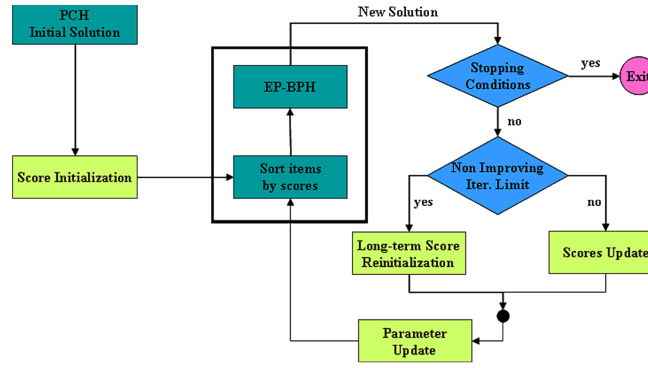 PCH
Initial Solution
New Solution
EP-BPH
Stopping
Conditions
yes
Exit
no
Score Initialization
Sort items
by scores
Non Improving
Iter. Limit
yes
no
Long-term Score
Reinitialization
Scores Update
Parameter
Update